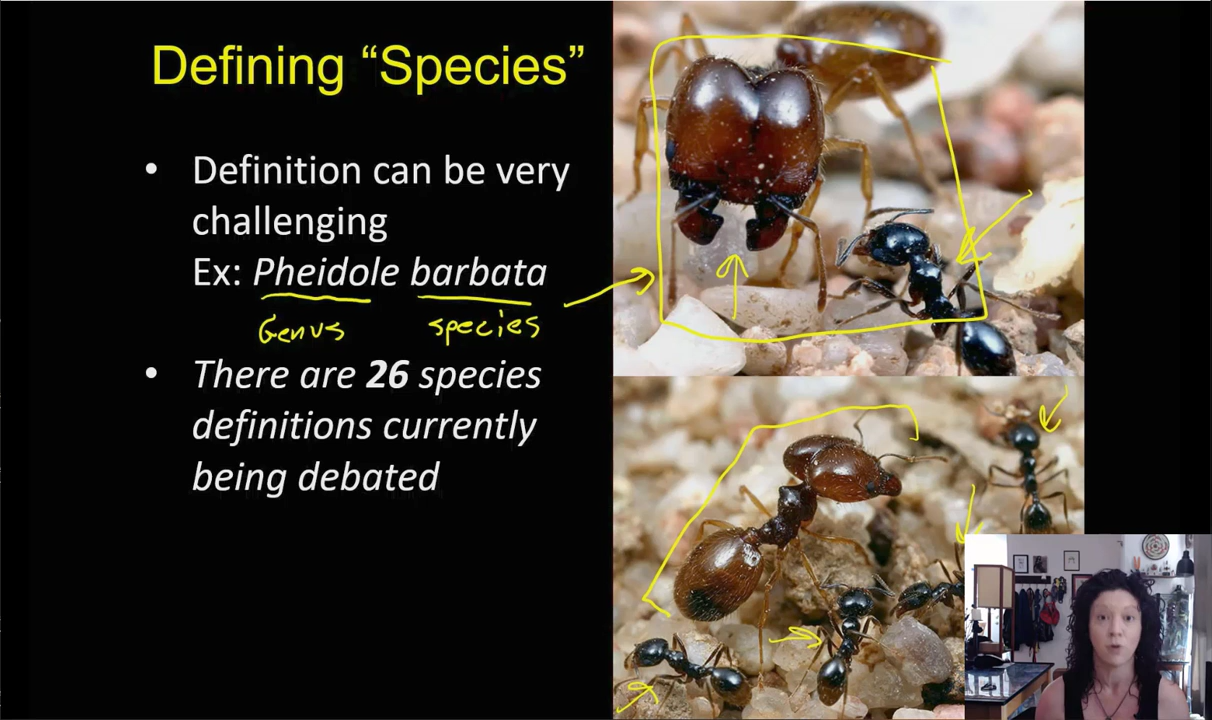 Defining “Species”
• Definition can be very
challenging
Ex: Pheidole barbata
Genus species
• There are 26 species
definitions currently
being debated